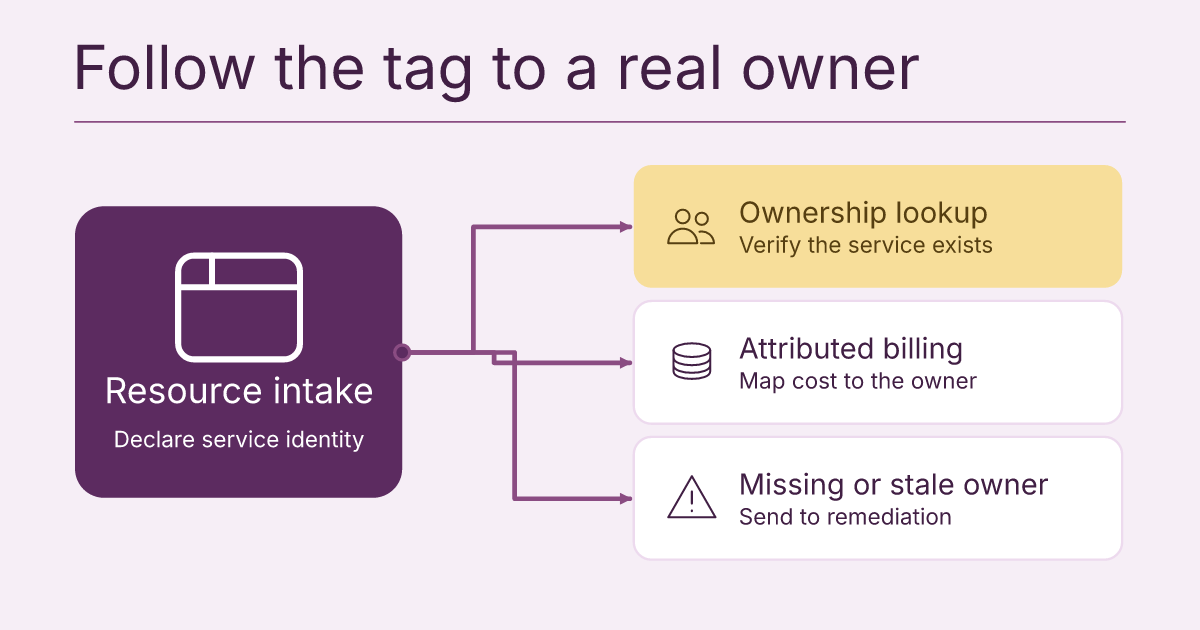 Follow the tag to a real owner
Resource intake
Declare service identity
Ownership lookup
Verify the service exists
Attributed billing
Map cost to the owner
Missing or stale owner
Send to remediation